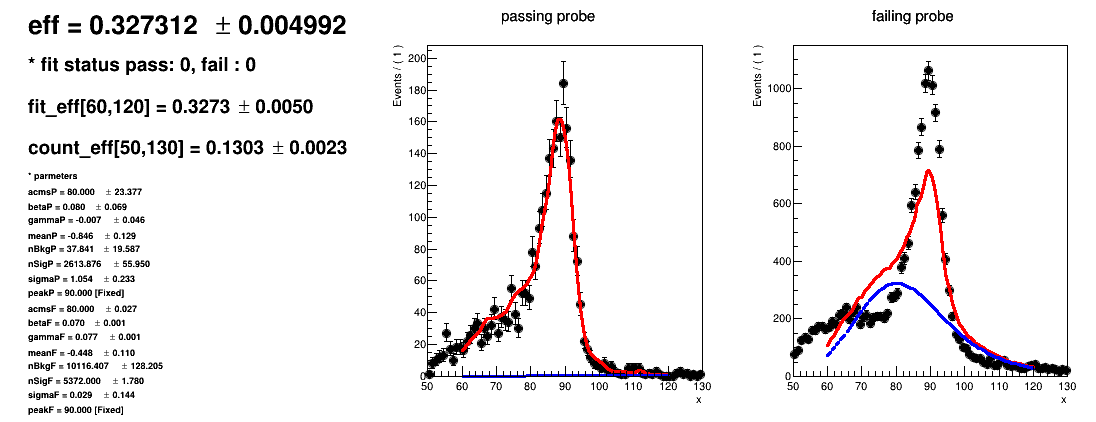 eff = 0.327312 ± 0.004992
* fit status pass: 0, fail : 0
fit_eff[60,120] = 0.3273 ± 0.0050
count_eff[50,130] = 0.1303 ± 0.0023
* parmeters
acmsP = 80.000 ± 23.377
betaP = 0.080 ± 0.069
gammaP = -0.007 ± 0.046
meanP = -0.846 ± 0.129
nBkgP = 37.841 ± 19.587
nSigP = 2613.876 ± 55.950
sigmaP = 1.054 ± 0.233
peakP = 90.000 [Fixed]
acmsF = 80.000 ± 0.027
betaF = 0.070 ± 0.001
gammaF = 0.077 ± 0.001
meanF = -0.448 ± 0.110
nBkgF = 10116.407 ± 128.205
nSigF = 5372.000 ± 1.780
sigmaF = 0.029 ± 0.144
peakF = 90.000 [Fixed]
passing probe
Events / ( 1 )
200
180
160
140
120
100
80
60
40
20
0
50 60 70 80 90 100 110 120 130
x
failing probe
Events / ( 1 )
1000
800
600
400
200
0
50 60 70 80 90 100 110 120 130
x